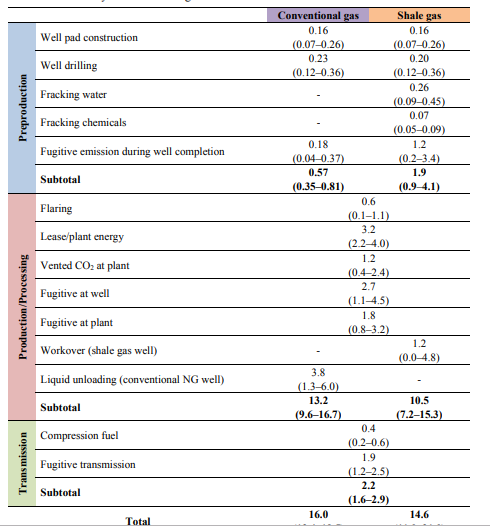 Conventional gas Shale gas
Preproduction
Well pad construction 0.16 0.16
(0.07–0.26) (0.07–0.26)
Well drilling 0.23 0.20
(0.12–0.36) (0.12–0.36)
Fracking water - 0.26
(0.09–0.45)
Fracking chemicals - 0.07
(0.05–0.09)
Fugitive emission during well completion 0.18 1.2
(0.04–0.37) (0.2–3.4)
Subtotal 0.57 1.9
(0.35–0.81) (0.9–4.1)
Production/Processing
Flaring 0.6
(0.1–1.1)
Lease/plant energy 3.2
(2.2–4.0)
Vented CO₂ at plant 1.2
(0.4–2.4)
Fugitive at well 2.7
(1.1–4.5)
Fugitive at plant 1.8
(0.8–3.2)
Workover (shale gas well) - 1.2
(0.0–4.8)
Liquid unloading (conventional NG well) 3.8 -
(1.3–6.0)
Subtotal 13.2 10.5
(9.6–16.7) (7.2–15.3)
Transmission
Compression fuel 0.4
(0.2–0.6)
Fugitive transmission 1.9
(1.2–2.5)
Subtotal 2.2
(1.6–2.9)
Total 16.0 14.6